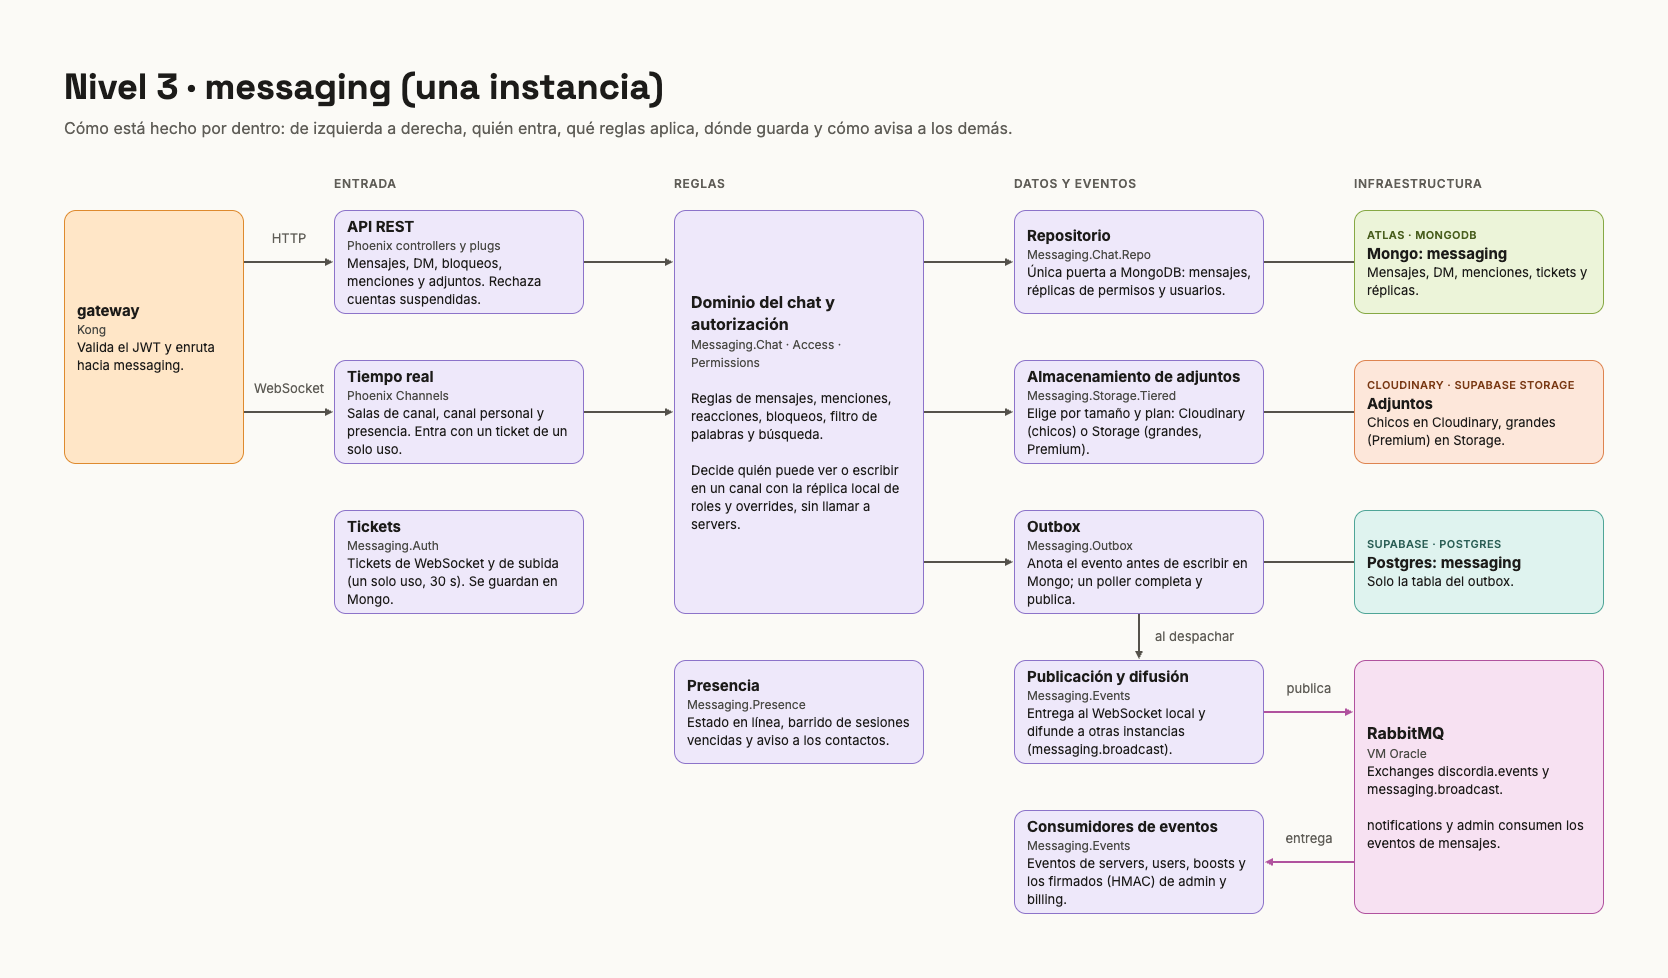 Nivel 3 · messaging (una instancia)
Cómo está hecho por dentro: de izquierda a derecha, quién entra, qué reglas aplica, dónde guarda y cómo avisa a los demás.
ENTRADA
REGLAS
DATOS Y EVENTOS
INFRAESTRUCTURA
gateway
Kong
Valida el JWT y enruta
hacia messaging.
HTTP
WebSocket
API REST
Phoenix controllers y plugs
Mensajes, DM, bloqueos,
menciones y adjuntos. Rechaza
cuentas suspendidas.
Tiempo real
Phoenix Channels
Salas de canal, canal personal y
presencia. Entra con un ticket de un
solo uso.
Tickets
Messaging.Auth
Tickets de WebSocket y de subida
(un solo uso, 30 s). Se guardan en
Mongo.
Dominio del chat y
autorización
Messaging.Chat · Access ·
Permissions
Reglas de mensajes, menciones,
reacciones, bloqueos, filtro de
palabras y búsqueda.
Decide quién puede ver o escribir
en un canal con la réplica local de
roles y overrides, sin llamar a
servers.
Presencia
Messaging.Presence
Estado en línea, barrido de sesiones
vencidas y aviso a los contactos.
Repositorio
Messaging.Chat.Repo
Única puerta a MongoDB: mensajes,
réplicas de permisos y usuarios.
Almacenamiento de adjuntos
Messaging.Storage.Tiered
Elige por tamaño y plan: Cloudinary
(chicos) o Storage (grandes,
Premium).
Outbox
Messaging.Outbox
Anota el evento antes de escribir en
Mongo; un poller completa y
publica.
al despachar
Publicación y difusión
Messaging.Events
Entrega al WebSocket local y
difunde a otras instancias
(messaging.broadcast).
publica
Consumidores de eventos
Messaging.Events
Eventos de servers, users, boosts y
los firmados (HMAC) de admin y
billing.
entrega
ATLAS · MONGODB
Mongo: messaging
Mensajes, DM, menciones, tickets y
réplicas.
CLOUDINARY · SUPABASE STORAGE
Adjuntos
Chicos en Cloudinary, grandes
(Premium) en Storage.
SUPABASE · POSTGRES
Postgres: messaging
Solo la tabla del outbox.
RabbitMQ
VM Oracle
Exchanges discordia.events y
messaging.broadcast.
notifications y admin consumen los
eventos de mensajes.